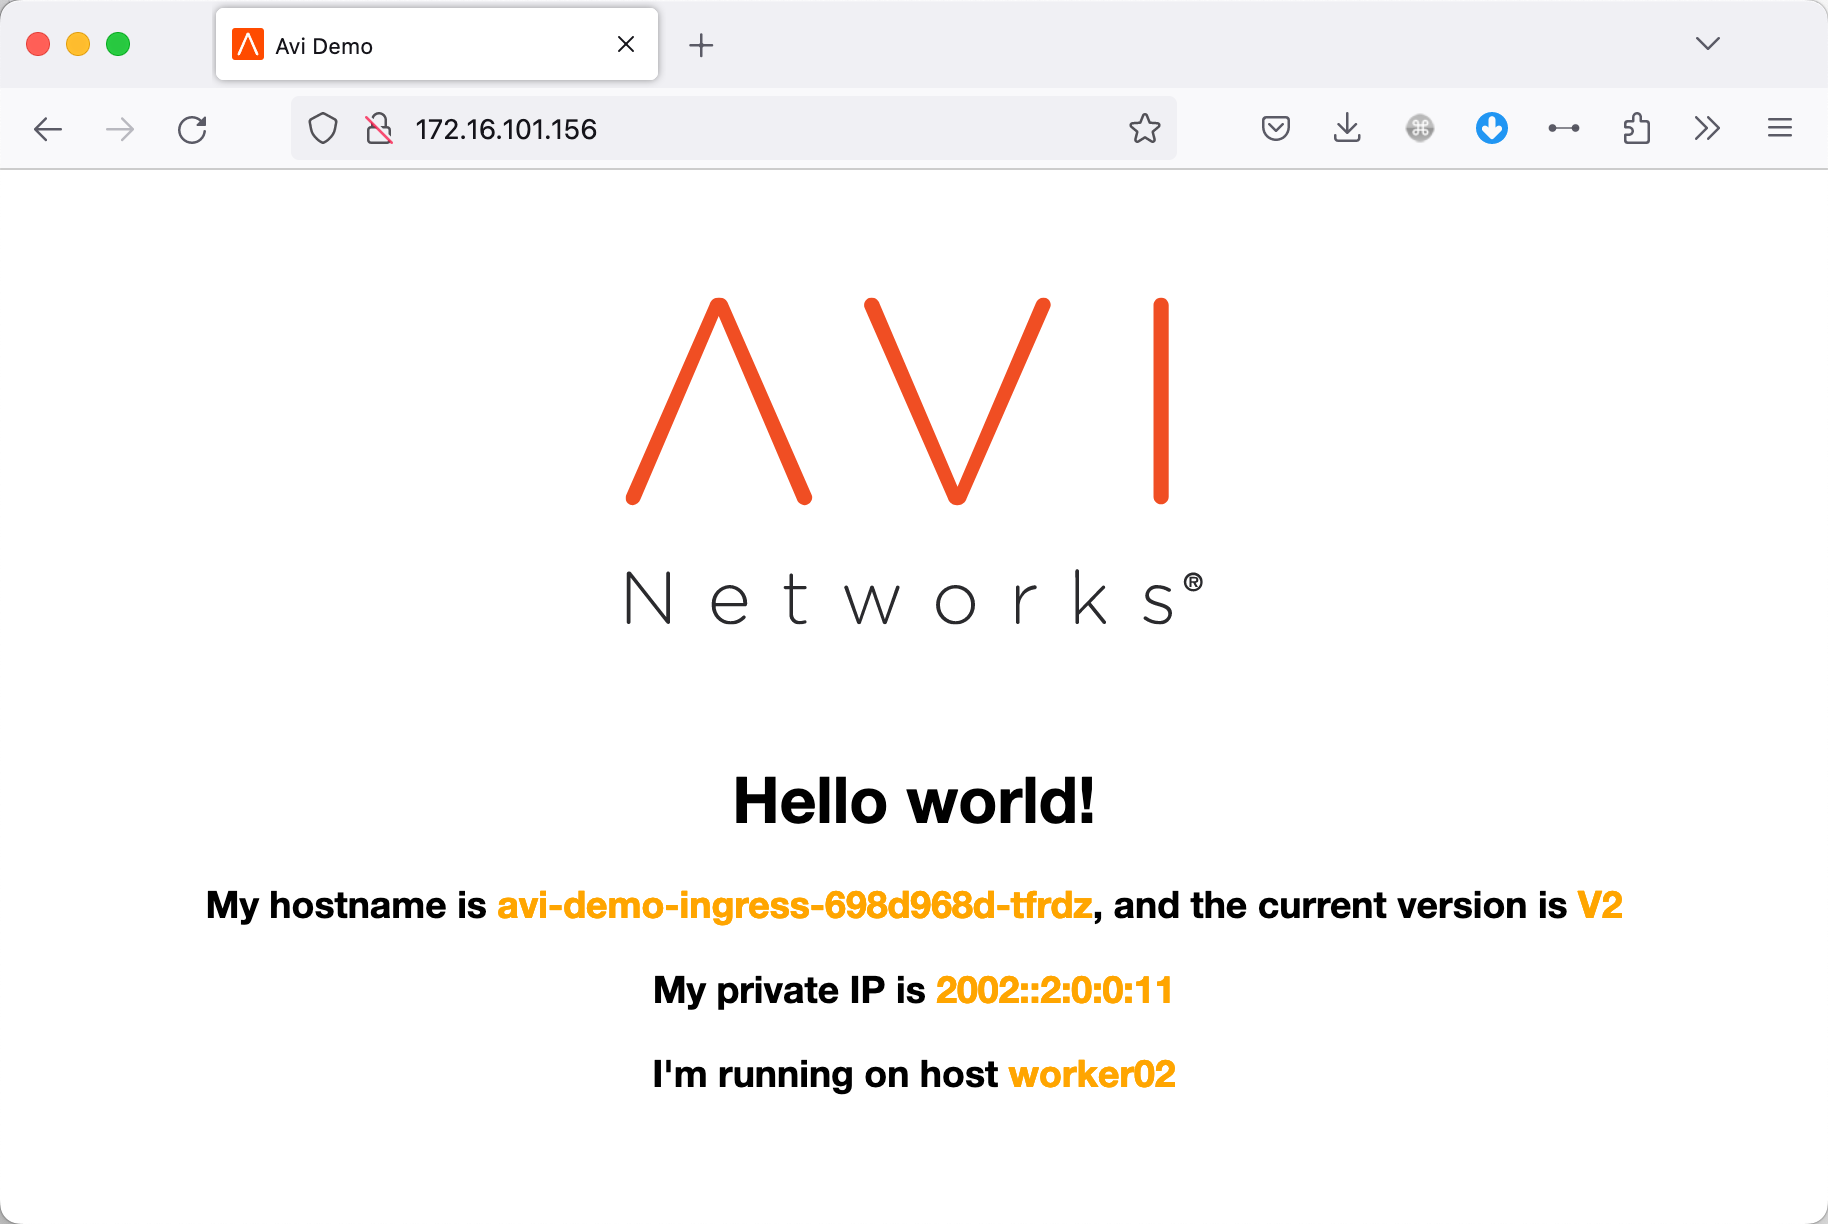 Avi Demo
172.16.101.156
AVI
Networks®
Hello world!
My hostname is avi-demo-ingress-698d968d-tfrdz, and the current version is V2
My private IP is 2002::2:0:0:11
I'm running on host worker02